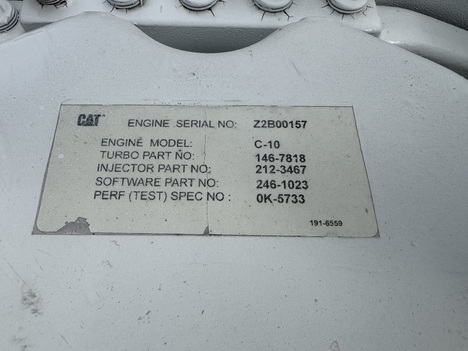 CAT ENGINE SERIAL NO: Z2B00157
ENGINE MODEL: C-10
TURBO PART NO: 146-7818
INJECTOR PART NO: 212-3467
SOFTWARE PART NO: 246-1023
PERF (TEST) SPEC NO : 0K-5733
191-6559